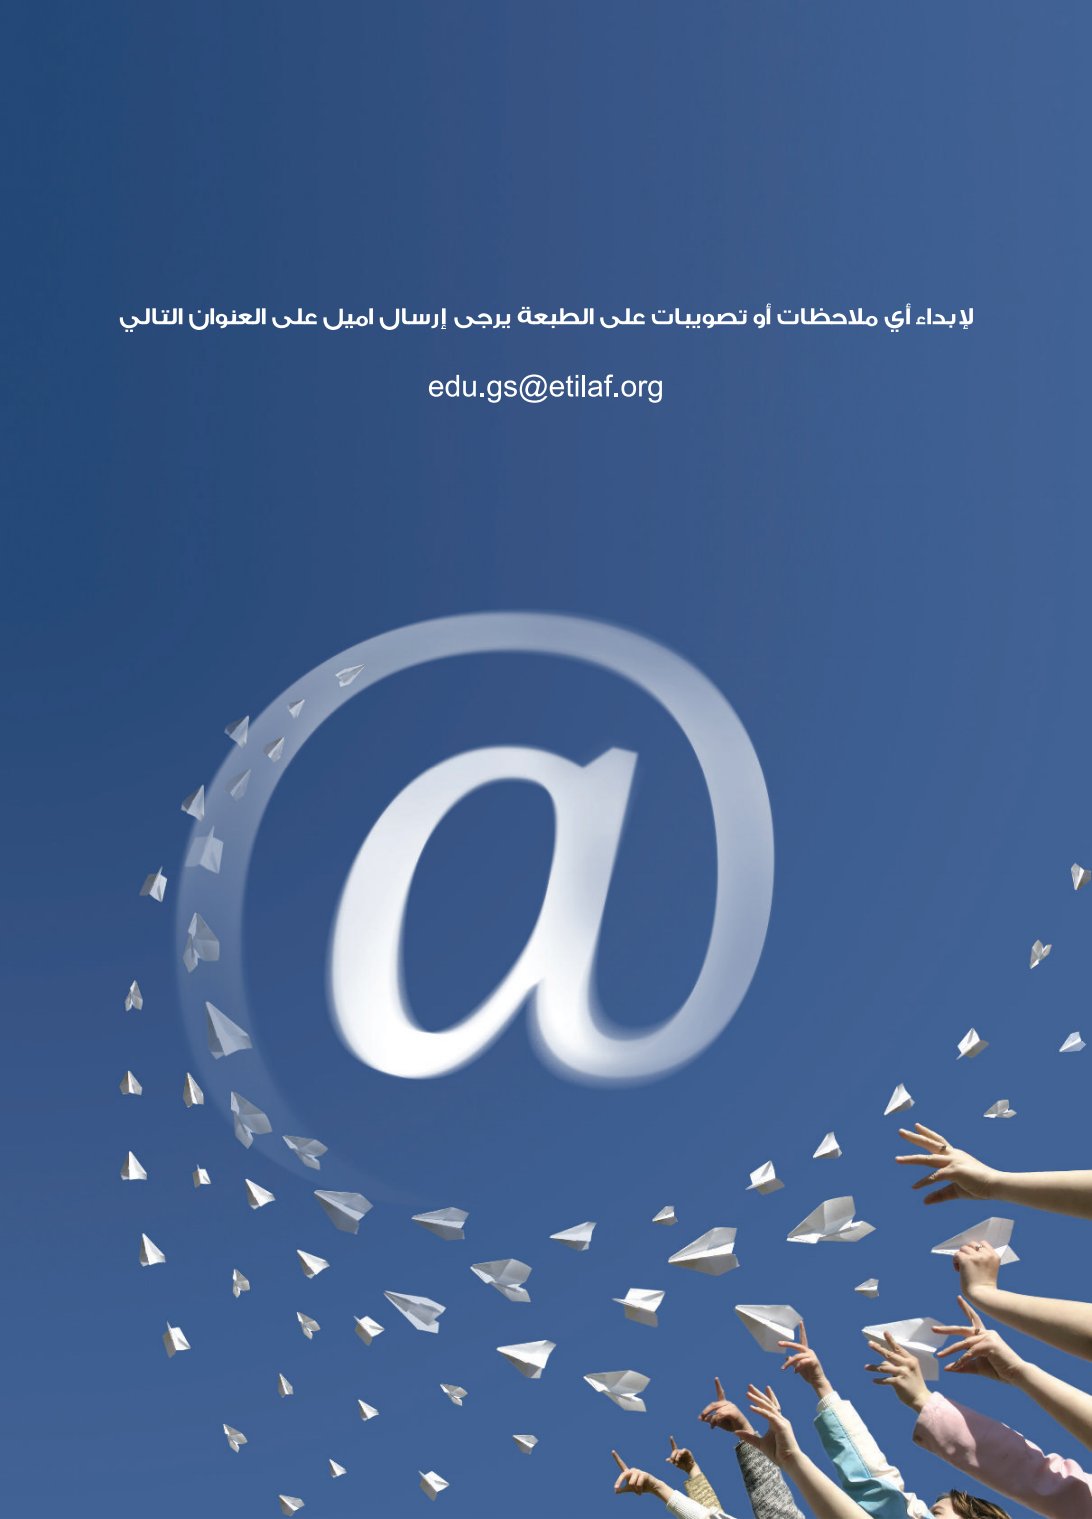 لإبداء أي ملاحظات أو تصويبات على الطبعة يرجى إرسال اميل على العنوان التالي
edu.gs@etilaf.org
@